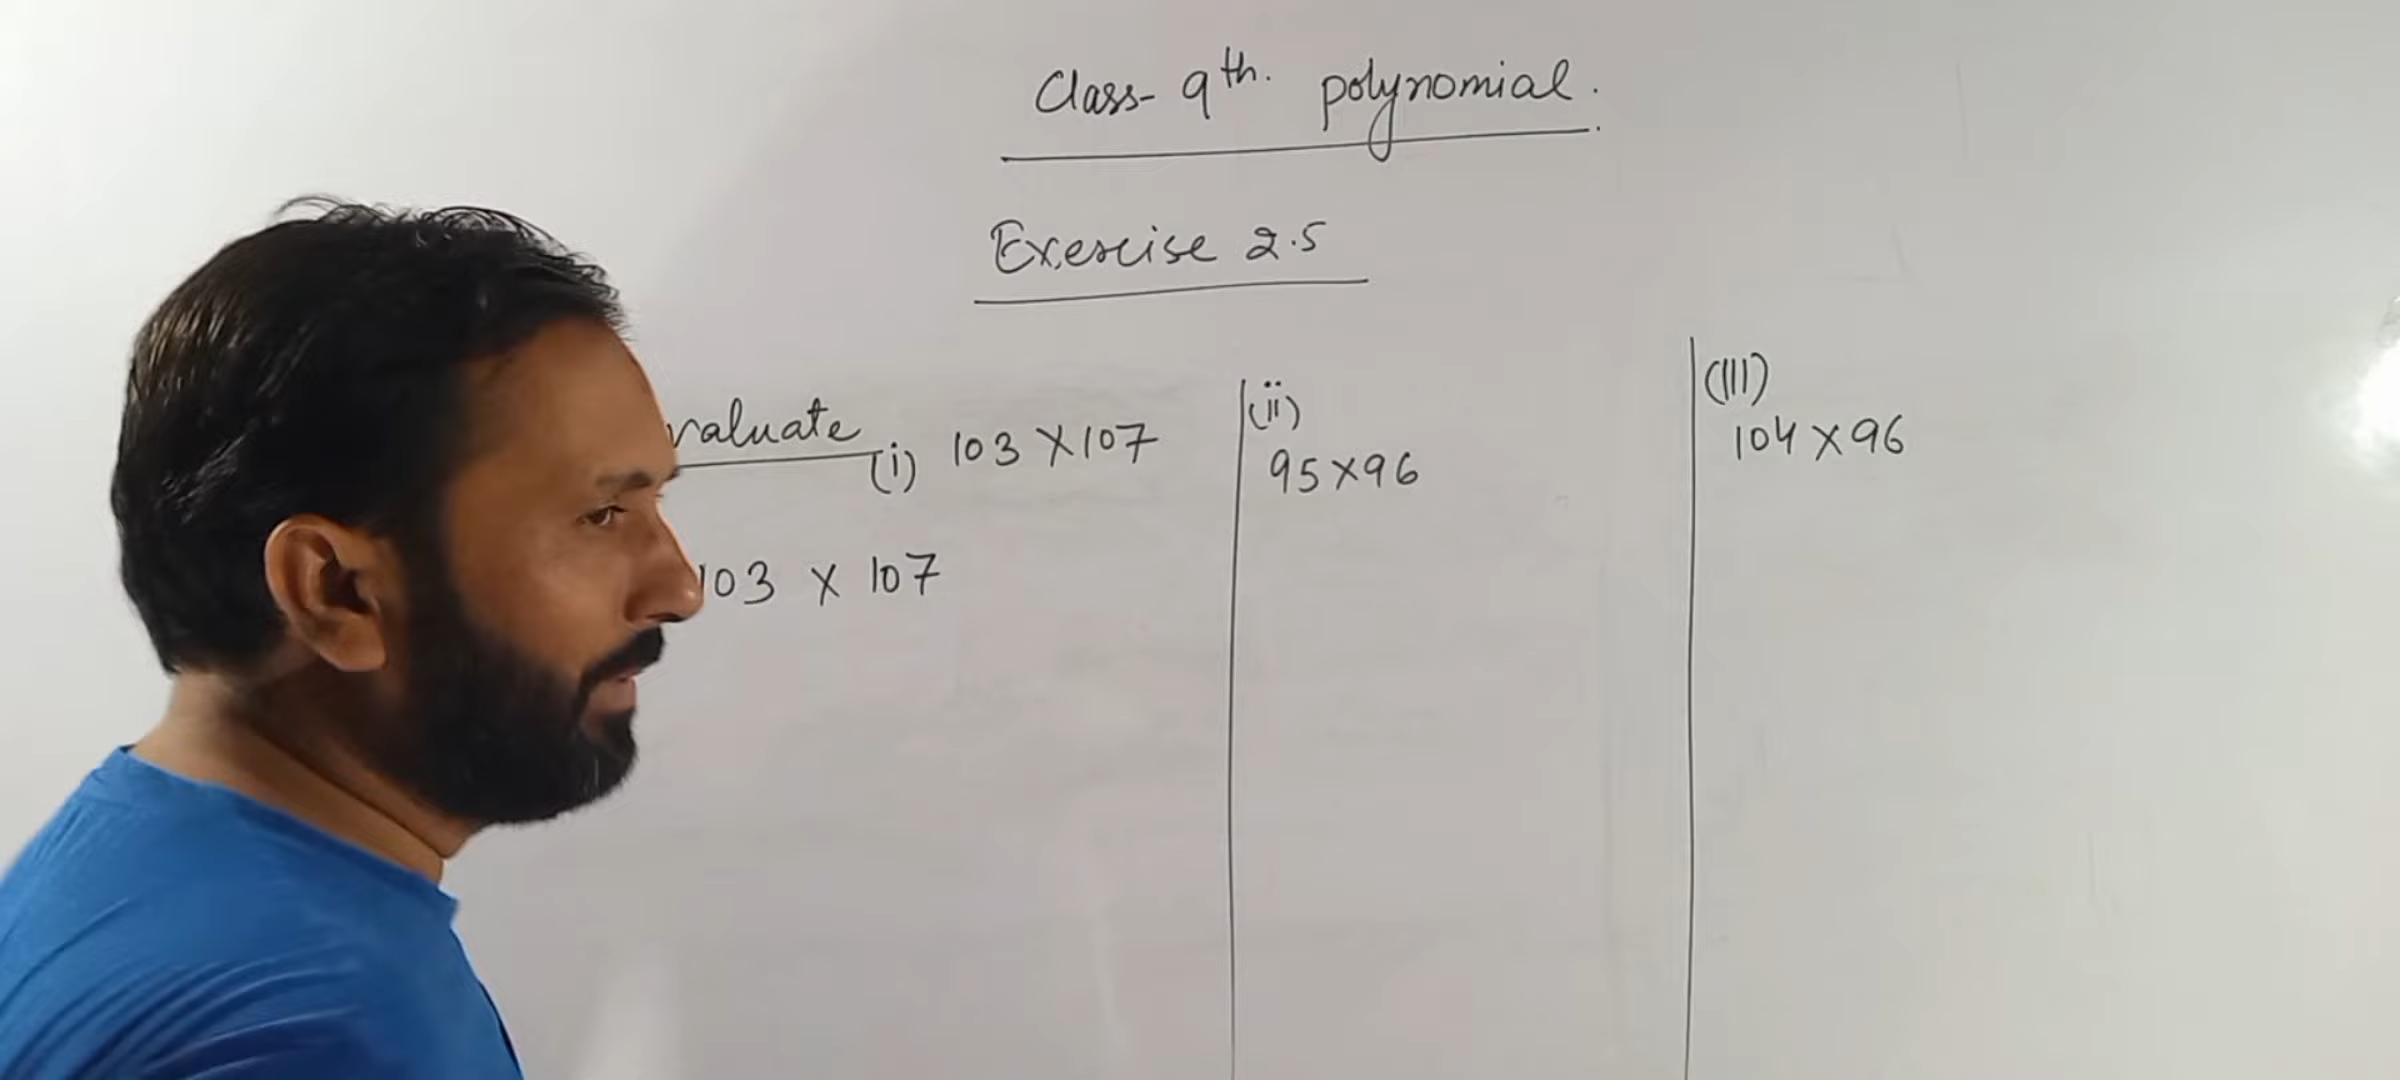 Class- 9th. polynomial.
Exercise 2.5
valuate (i) 103 X 107
103 X 107
(ii)
95 X 96
(III)
104 X 96